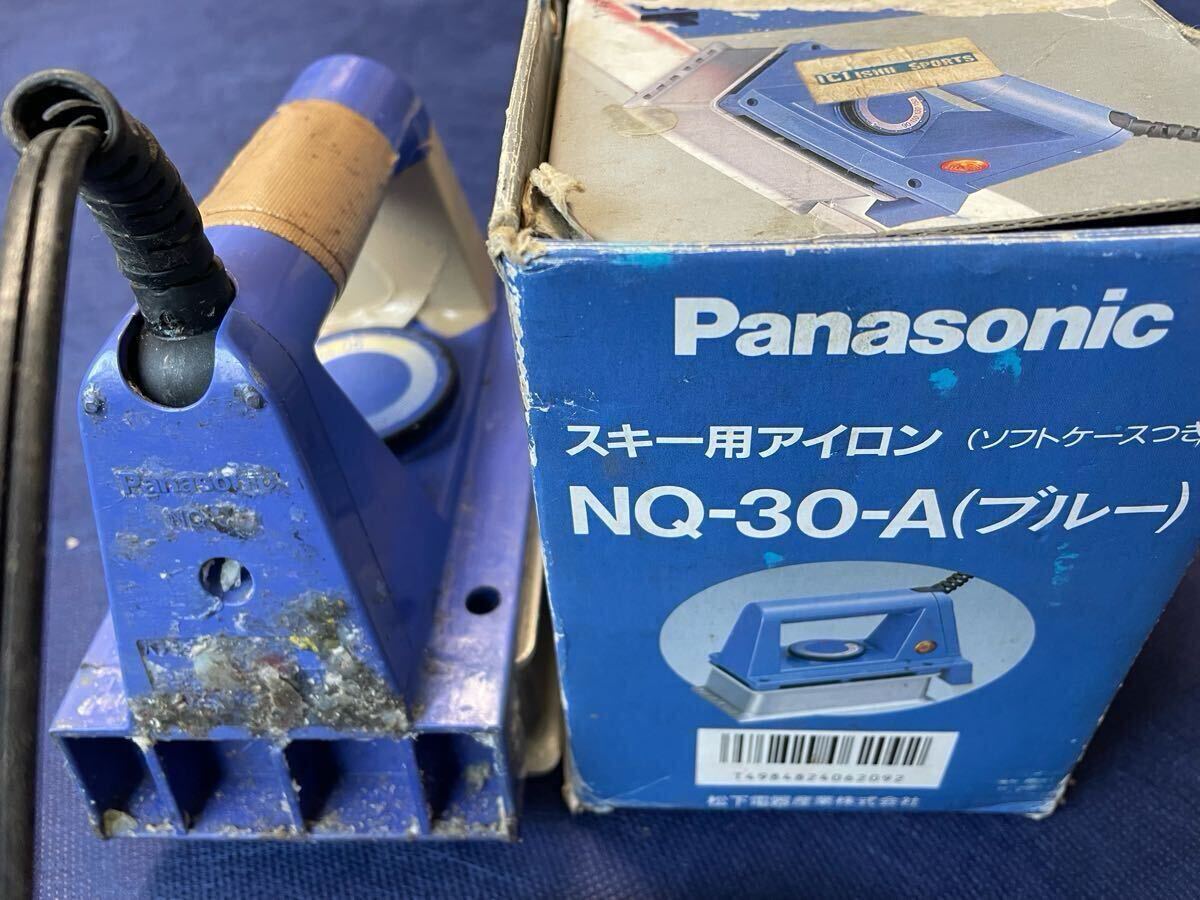 ICI ISHII SPORTS
Panasonic
スキー用アイロン (ソフトケースつき
NQ-30-A(ブルー)
T4984824062092
松下電器産業株式会社
Panasonic